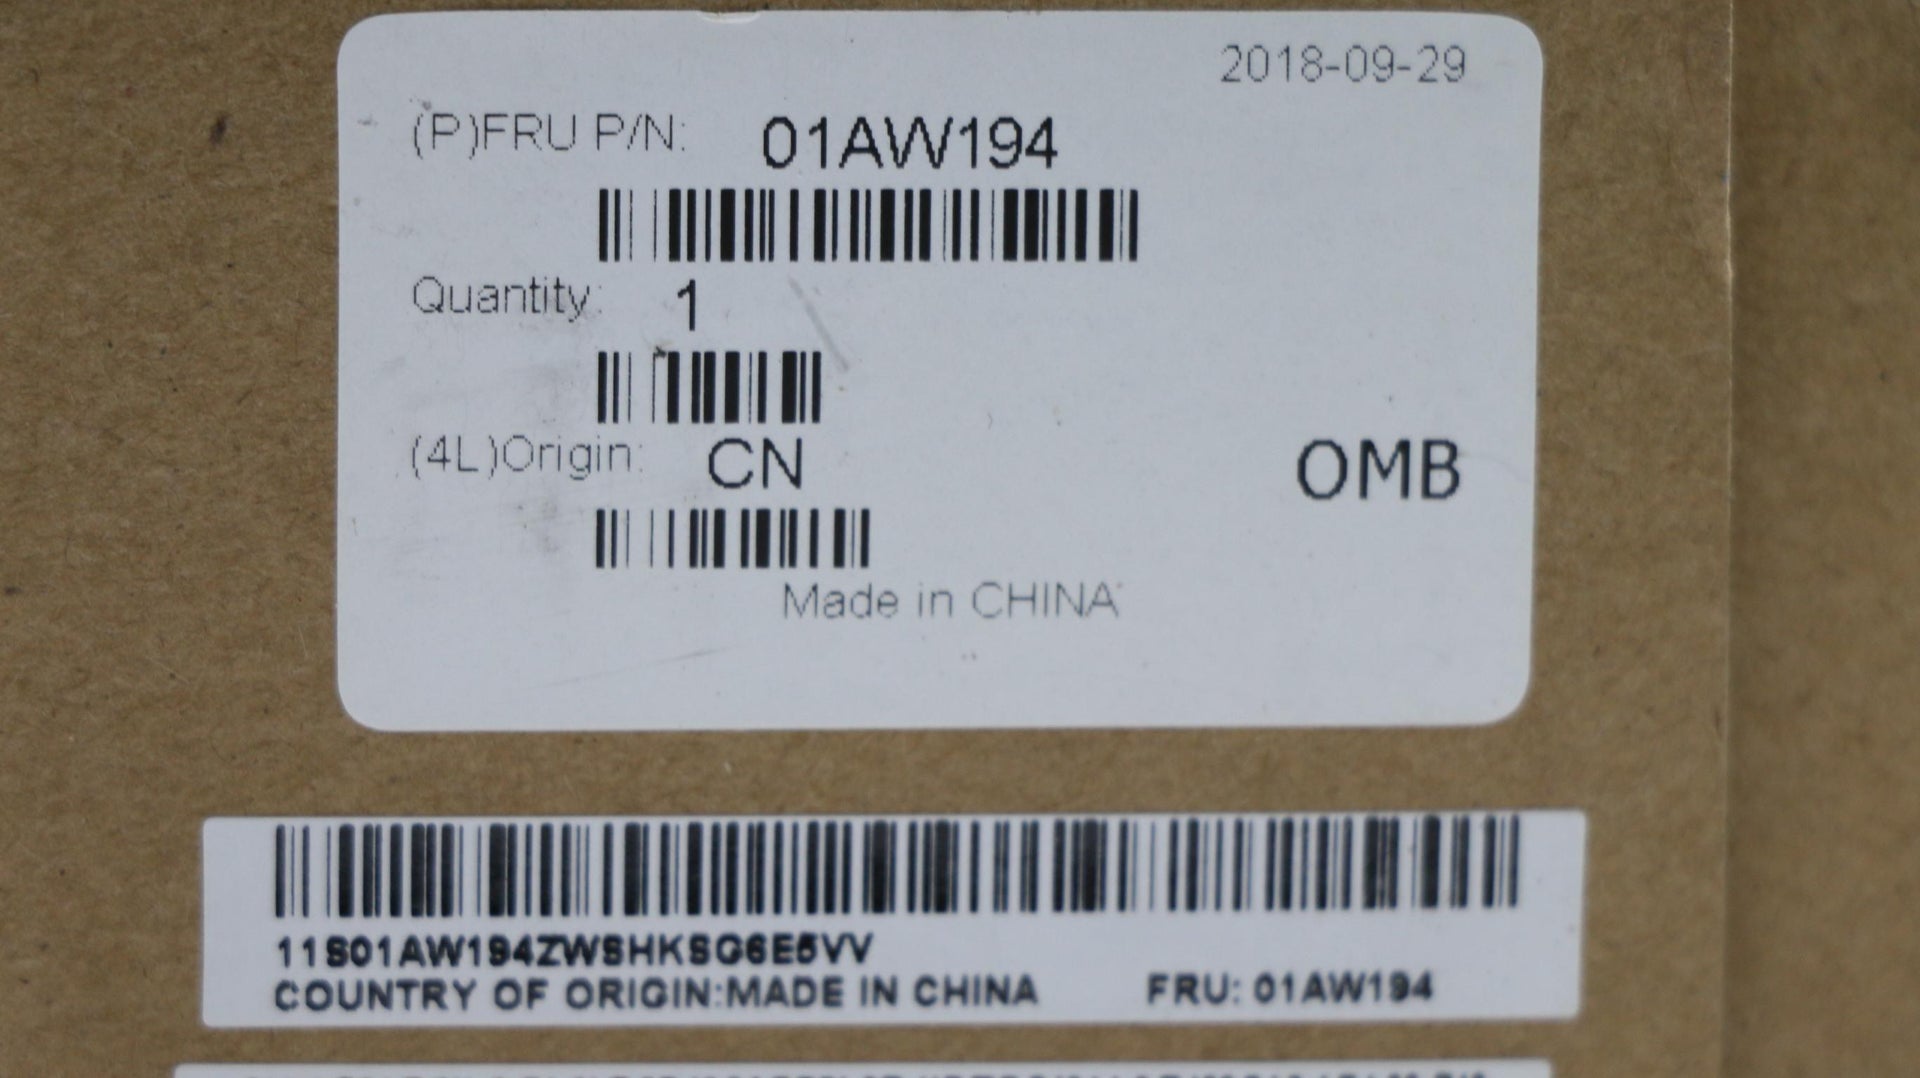 2018-09-29
(P)FRU P/N: 01AW194
Quantity: 1
(4L)Origin: CN
OMB
Made in CHINA
11S01AW194ZWSHKSG6E5VV
COUNTRY OF ORIGIN:MADE IN CHINA FRU: 01AW194